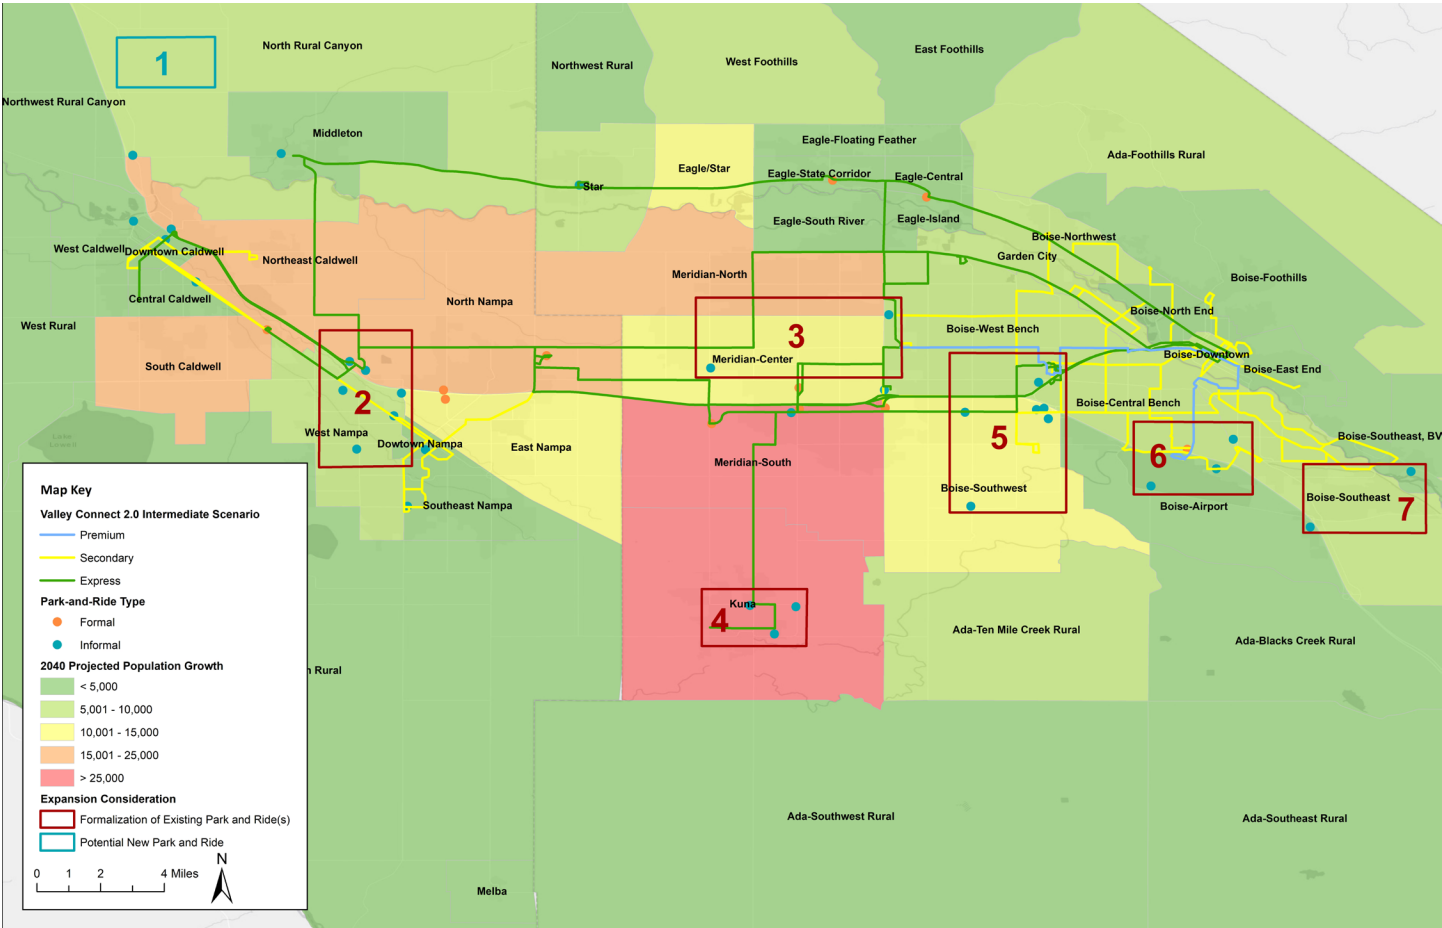 North Rural Canyon
East Foothills
1
Northwest Rural
West Foothills
Northwest Rural Canyon
Middleton
Eagle-Floating Feather
Ada-Foothills Rural
Eagle/Star
Eagle-State Corridor
Eagle-Central
Star
Eagle-South River
Eagle-Island
Boise-Northwest
West Caldwell
Downtown Caldwell
Northeast Caldwell
Garden City
Meridian-North
Boise-Foothills
Central Caldwell
North Nampa
Boise-North End
West Rural
3
Boise-West Bench
Meridian-Center
Boise-Downtown
South Caldwell
Boise-East End
2
Boise-Central Bench
West Nampa
Dowtown Nampa
East Nampa
5
Boise-Southeast, BV
6
Meridian-South
Boise-Southwest
Boise-Southeast
7
Southeast Nampa
Boise-Airport
Kuna
4
Ada-Ten Mile Creek Rural
Ada-Blacks Creek Rural
Rural
Ada-Southwest Rural
Ada-Southeast Rural
Melba
Map Key
Valley Connect 2.0 Intermediate Scenario
Premium
Secondary
Express
Park-and-Ride Type
Formal
Informal
2040 Projected Population Growth
< 5,000
5,001 - 10,000
10,001 - 15,000
15,001 - 25,000
> 25,000
Expansion Consideration
Formalization of Existing Park and Ride(s)
Potential New Park and Ride
N
0 1 2 4 Miles